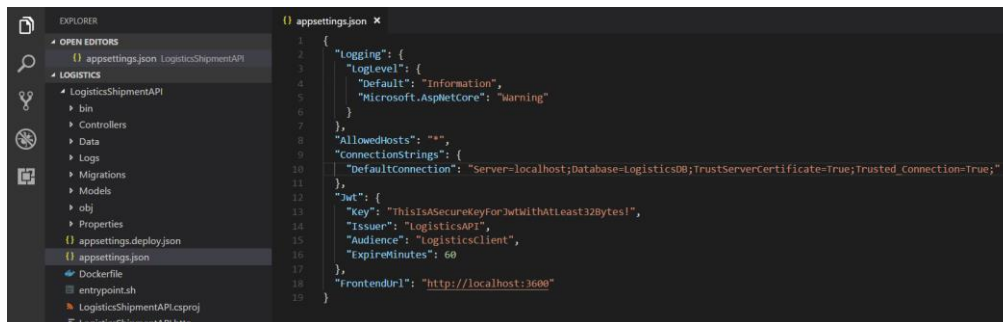 EXPLORER
OPEN EDITORS
{} appsettings.json LogisticsShipmentAPI
LOGISTICS
LogisticsShipmentAPI
bin
Controllers
Data
Logs
Migrations
Models
obj
Properties
{} appsettings.deploy.json
{} appsettings.json
Dockerfile
entrypoint.sh
LogisticsShipmentAPI.csproj
{} appsettings.json ×
1 {
2 "Logging": {
3 "LogLevel": {
4 "Default": "Information",
5 "Microsoft.AspNetCore": "Warning"
6 }
7 },
8 "AllowedHosts": "*",
9 "ConnectionStrings": {
10 "DefaultConnection": "Server=localhost;Database=LogisticsDB;TrustServerCertificate=True;Trusted_Connection=True;"
11 },
12 "Jwt": {
13 "Key": "ThisIsASecureKeyForJwtWithAtLeast32Bytes!",
14 "Issuer": "LogisticsAPI",
15 "Audience": "LogisticsClient",
16 "ExpireMinutes": 60
17 },
18 "FrontendUrl": "http://localhost:3600"
19 }